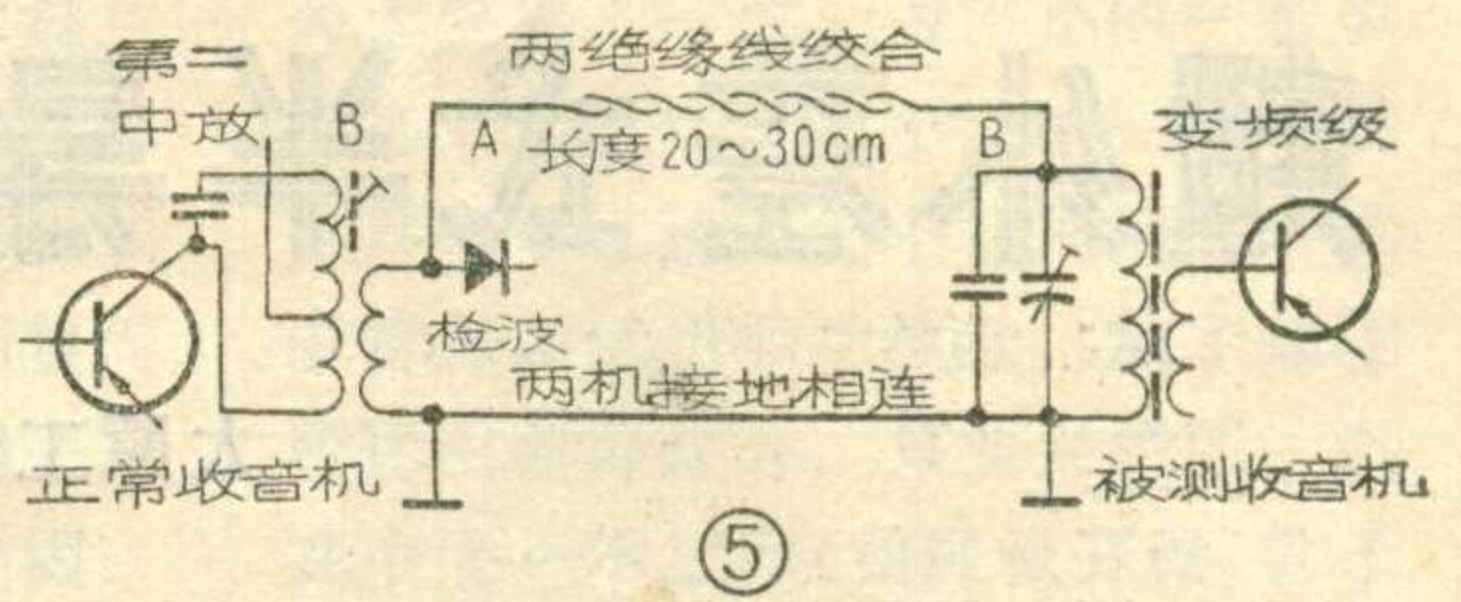 两绝缘线绞合
第二
中放
B
A
长度20～30cm
B
变频级
检波
两机接地相连
正常收音机
被测收音机
⑤